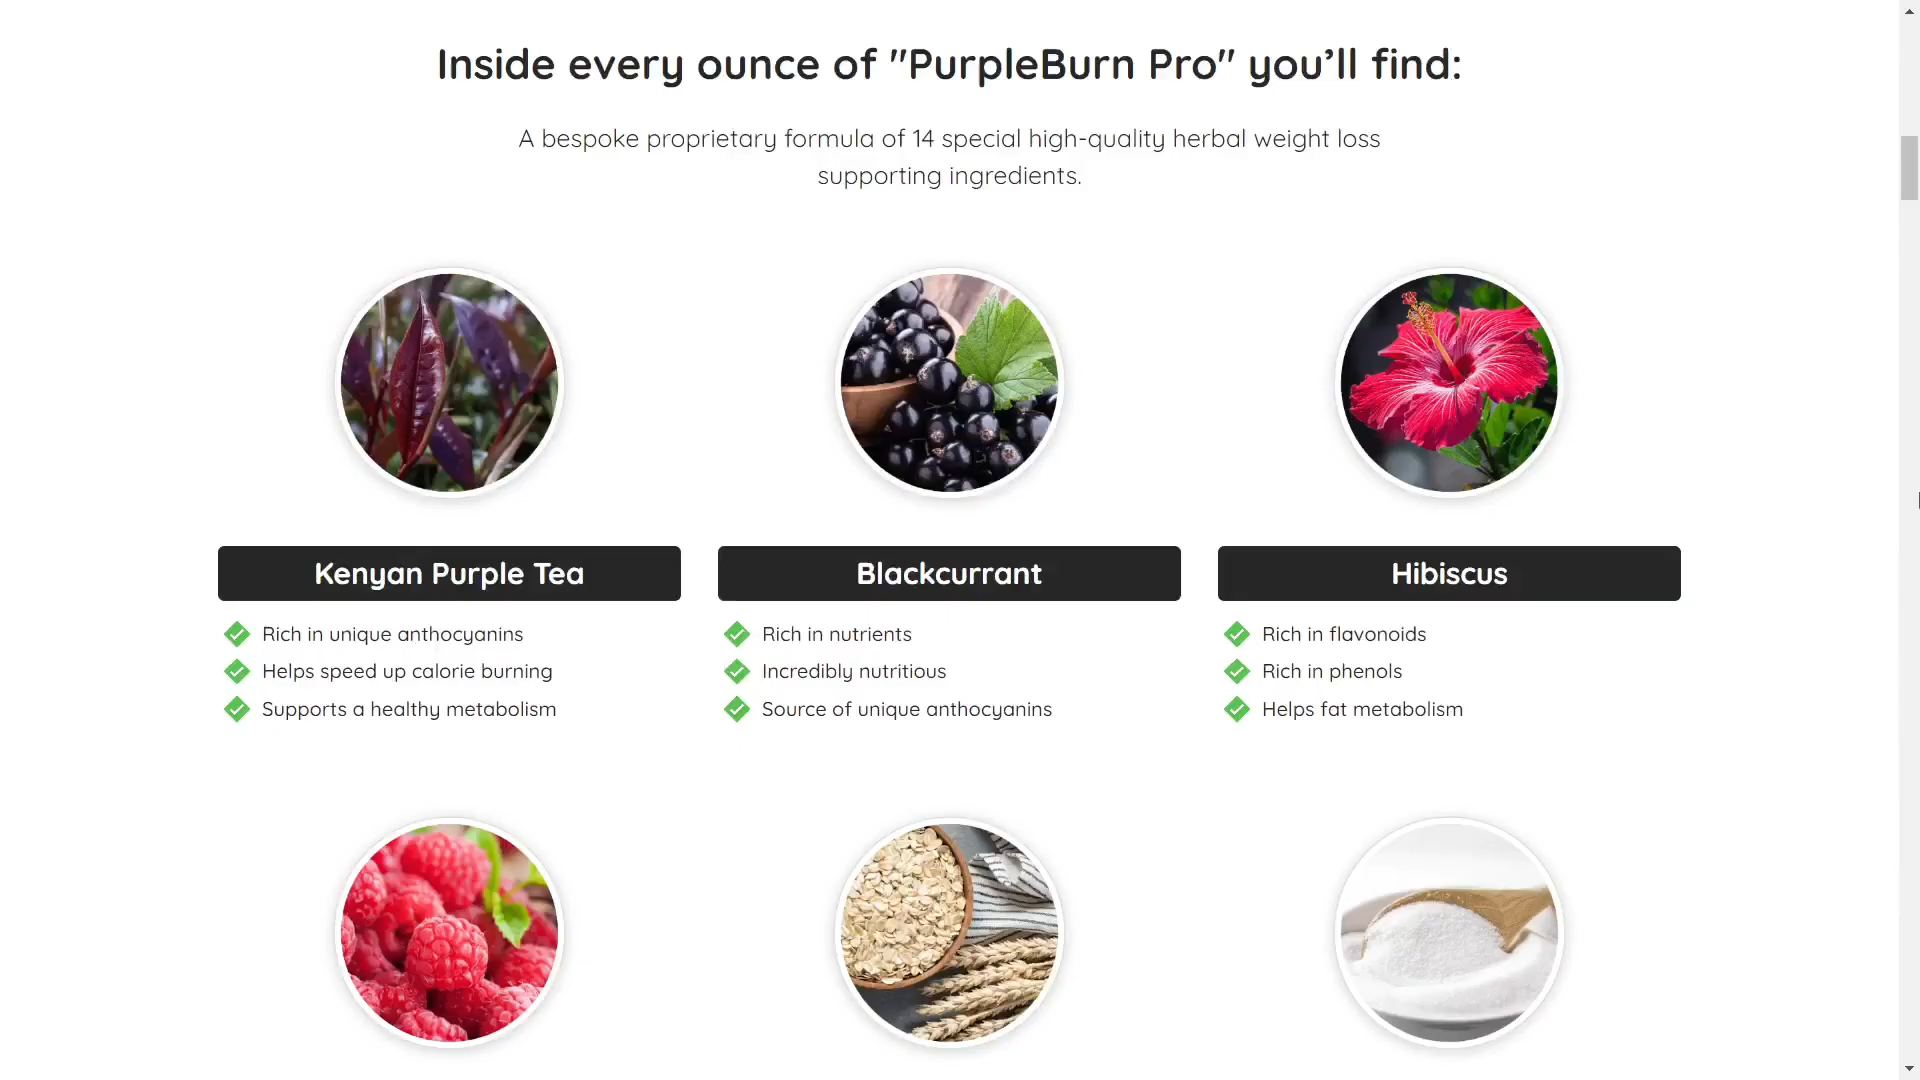 Inside every ounce of "PurpleBurn Pro" you’ll find:
A bespoke proprietary formula of 14 special high-quality herbal weight loss
supporting ingredients.
Kenyan Purple Tea
Rich in unique anthocyanins
Helps speed up calorie burning
Supports a healthy metabolism
Blackcurrant
Rich in nutrients
Incredibly nutritious
Source of unique anthocyanins
Hibiscus
Rich in flavonoids
Rich in phenols
Helps fat metabolism